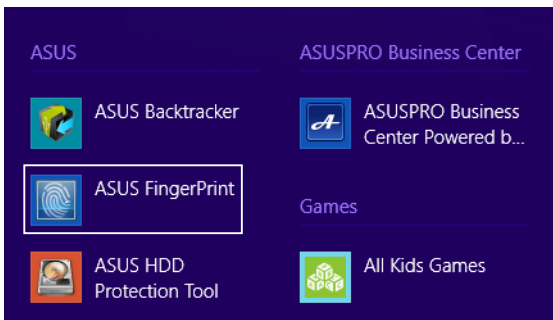 ASUS
ASUS Backtracker
ASUS FingerPrint
ASUS HDD
Protection Tool
ASUSPRO Business Center
ASUSPRO Business
Center Powered b...
Games
All Kids Games